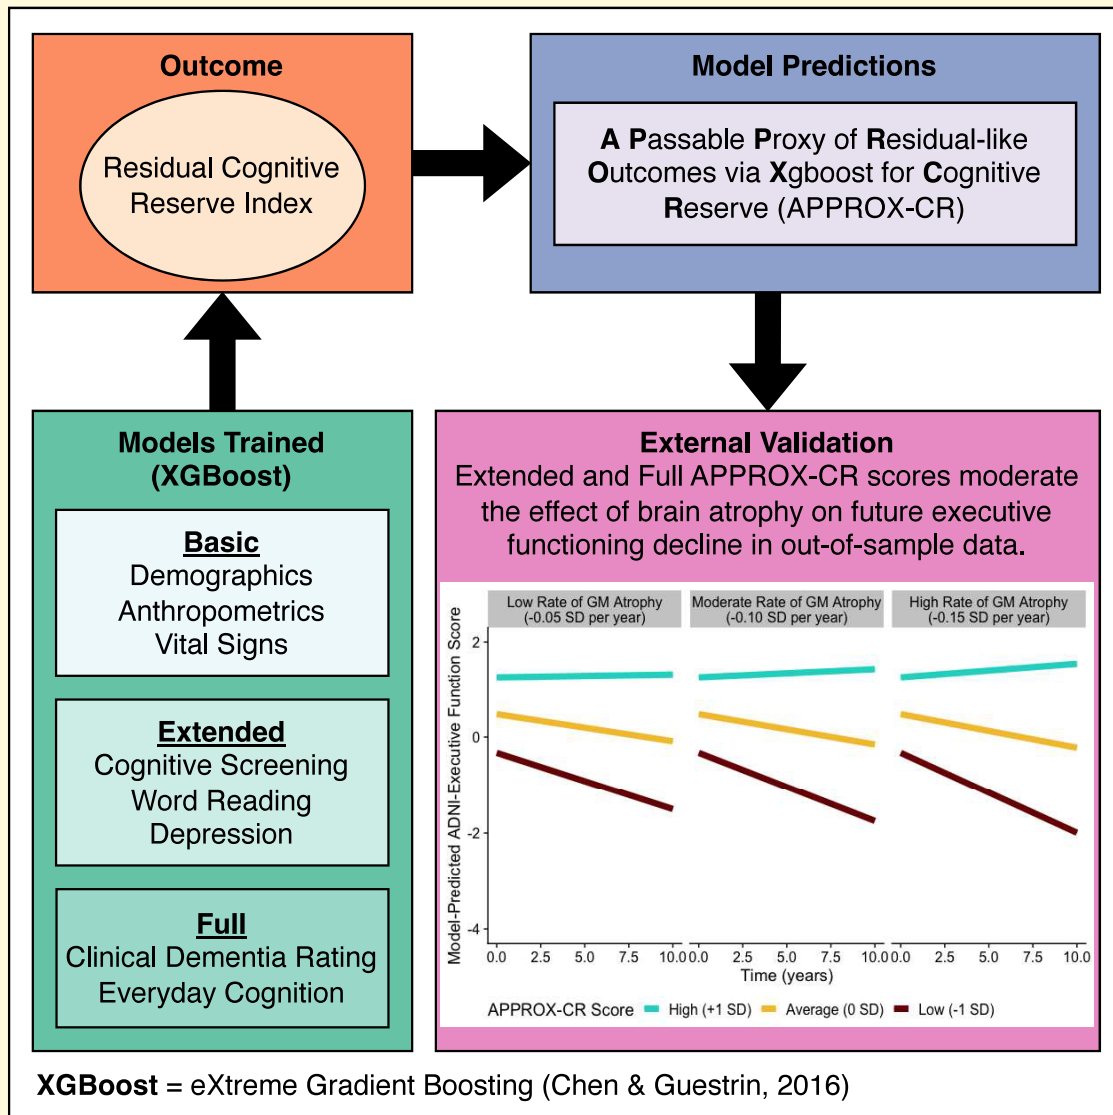 Outcome
Residual Cognitive
Reserve Index
Model Predictions
A Passable Proxy of Residual-like
Outcomes via Xgboost for Cognitive
Reserve (APPROX-CR)
Models Trained
(XGBoost)
Basic
Demographics
Anthropometrics
Vital Signs
Extended
Cognitive Screening
Word Reading
Depression
Full
Clinical Dementia Rating
Everyday Cognition
External Validation
Extended and Full APPROX-CR scores moderate
the effect of brain atrophy on future executive
functioning decline in out-of-sample data.
Low Rate of GM Atrophy
(-0.05 SD per year)
Moderate Rate of GM Atrophy
(-0.10 SD per year)
High Rate of GM Atrophy
(-0.15 SD per year)
Model-Predicted ADNI-Executive Function Score
2
0
-2
-4
0.0 2.5 5.0 7.5 10.0
0.0 2.5 5.0 7.5 10.0
0.0 2.5 5.0 7.5 10.0
Time (years)
APPROX-CR Score High (+1 SD) Average (0 SD) Low (-1 SD)
XGBoost = eXtreme Gradient Boosting (Chen & Guestrin, 2016)